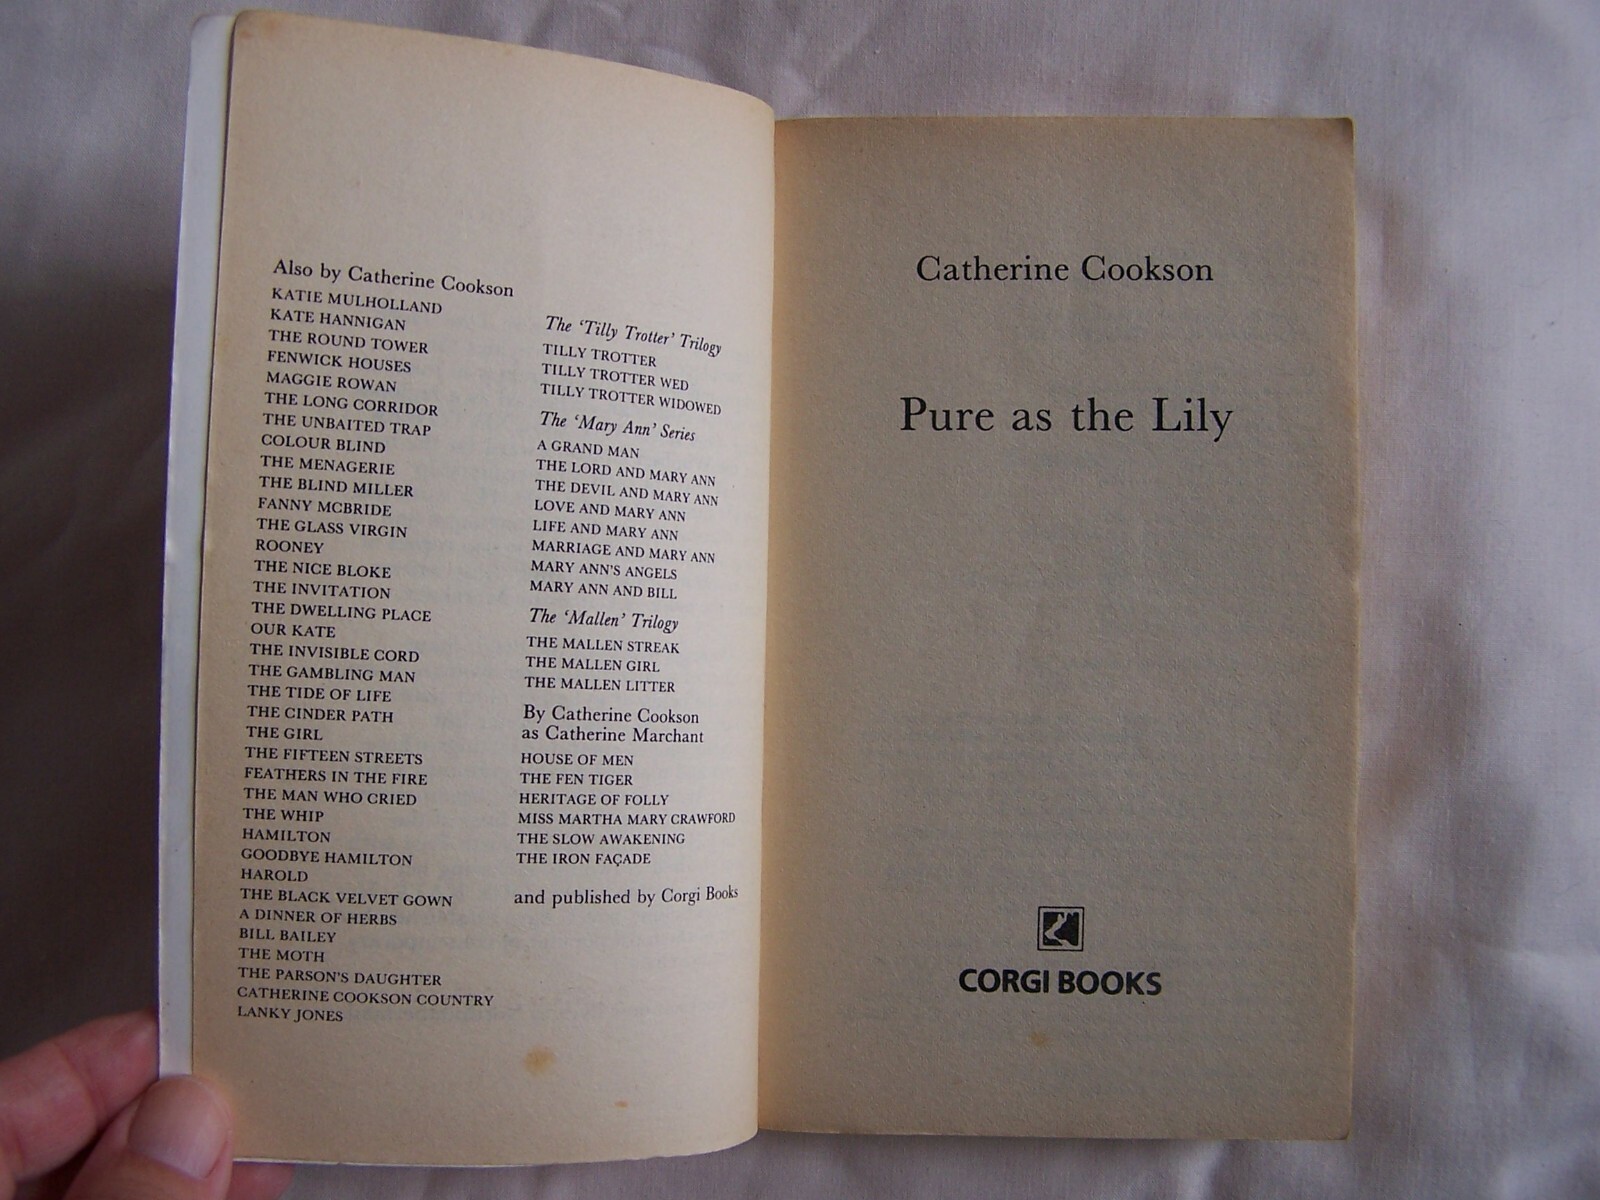 Also by Catherine Cookson
KATIE MULHOLLAND
KATE HANNIGAN
THE ROUND TOWER
FENWICK HOUSES
MAGGIE ROWAN
THE LONG CORRIDOR
THE UNBAITED TRAP
COLOUR BLIND
THE MENAGERIE
THE BLIND MILLER
FANNY MCBRIDE
THE GLASS VIRGIN
ROONEY
THE NICE BLOKE
THE INVITATION
THE DWELLING PLACE
OUR KATE
THE INVISIBLE CORD
THE GAMBLING MAN
THE TIDE OF LIFE
THE CINDER PATH
THE GIRL
THE FIFTEEN STREETS
FEATHERS IN THE FIRE
THE MAN WHO CRIED
THE WHIP
HAMILTON
GOODBYE HAMILTON
HAROLD
THE BLACK VELVET GOWN
A DINNER OF HERBS
BILL BAILEY
THE MOTH
THE PARSON'S DAUGHTER
CATHERINE COOKSON COUNTRY
LANKY JONES
The 'Tilly Trotter' Trilogy
TILLY TROTTER
TILLY TROTTER WED
TILLY TROTTER WIDOWED
The 'Mary Ann' Series
A GRAND MAN
THE LORD AND MARY ANN
THE DEVIL AND MARY ANN
LOVE AND MARY ANN
LIFE AND MARY ANN
MARRIAGE AND MARY ANN
MARY ANN'S ANGELS
MARY ANN AND BILL
The 'Mallen' Trilogy
THE MALLEN STREAK
THE MALLEN GIRL
THE MALLEN LITTER
By Catherine Cookson
as Catherine Marchant
HOUSE OF MEN
THE FEN TIGER
HERITAGE OF FOLLY
MISS MARTHA MARY CRAWFORD
THE SLOW AWAKENING
THE IRON FAÇADE
and published by Corgi Books
Catherine Cookson
Pure as the Lily
CORGI BOOKS